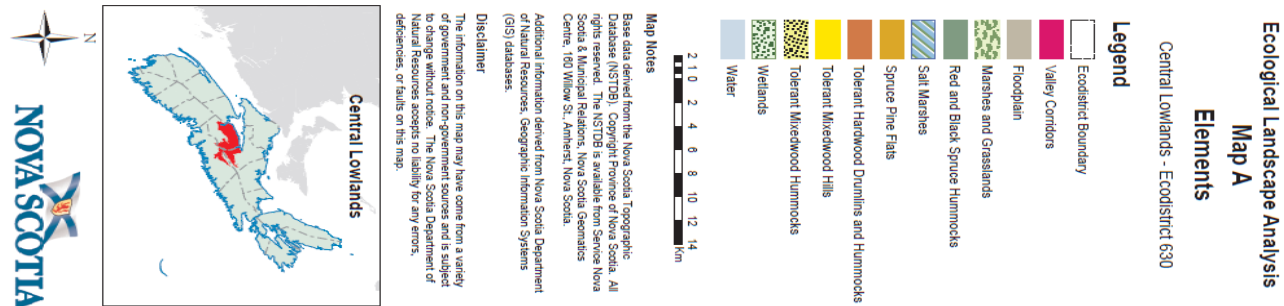 Ecological Landscape Analysis
Map A
Elements
Central Lowlands - Ecodistrict 630
Legend
Ecodistrict Boundary
Valley Corridors
Floodplain
Marshes and Grasslands
Red and Black Spruce Hummocks
Salt Marshes
Spruce Pine Flats
Tolerant Hardwood Drumlins and Hummocks
Tolerant Mixedwood Hills
Tolerant Mixedwood Hummocks
Wetlands
Water
2 1 0 2 4 6 8 10 12 14
Km
Map Notes
Base data derived from the Nova Scotia Topographic
Database (NSTDB). Copyright Province of Nova Scotia. All
rights reserved. The NSTDB is available from Service Nova
Scotia & Municipal Relations, Nova Scotia Geomatics
Centre, 160 Willow St., Amherst, Nova Scotia.
Additional information derived from Nova Scotia Department
of Natural Resources, Geographic Information Systems
(GIS) databases.
Disclaimer
The information on this map may have come from a variety
of government and non-government sources and is subject
to change without notice. The Nova Scotia Department of
Natural Resources accepts no liability for any errors,
deficiencies, or faults on this map.
Central Lowlands
N
NOVA SCOTIA